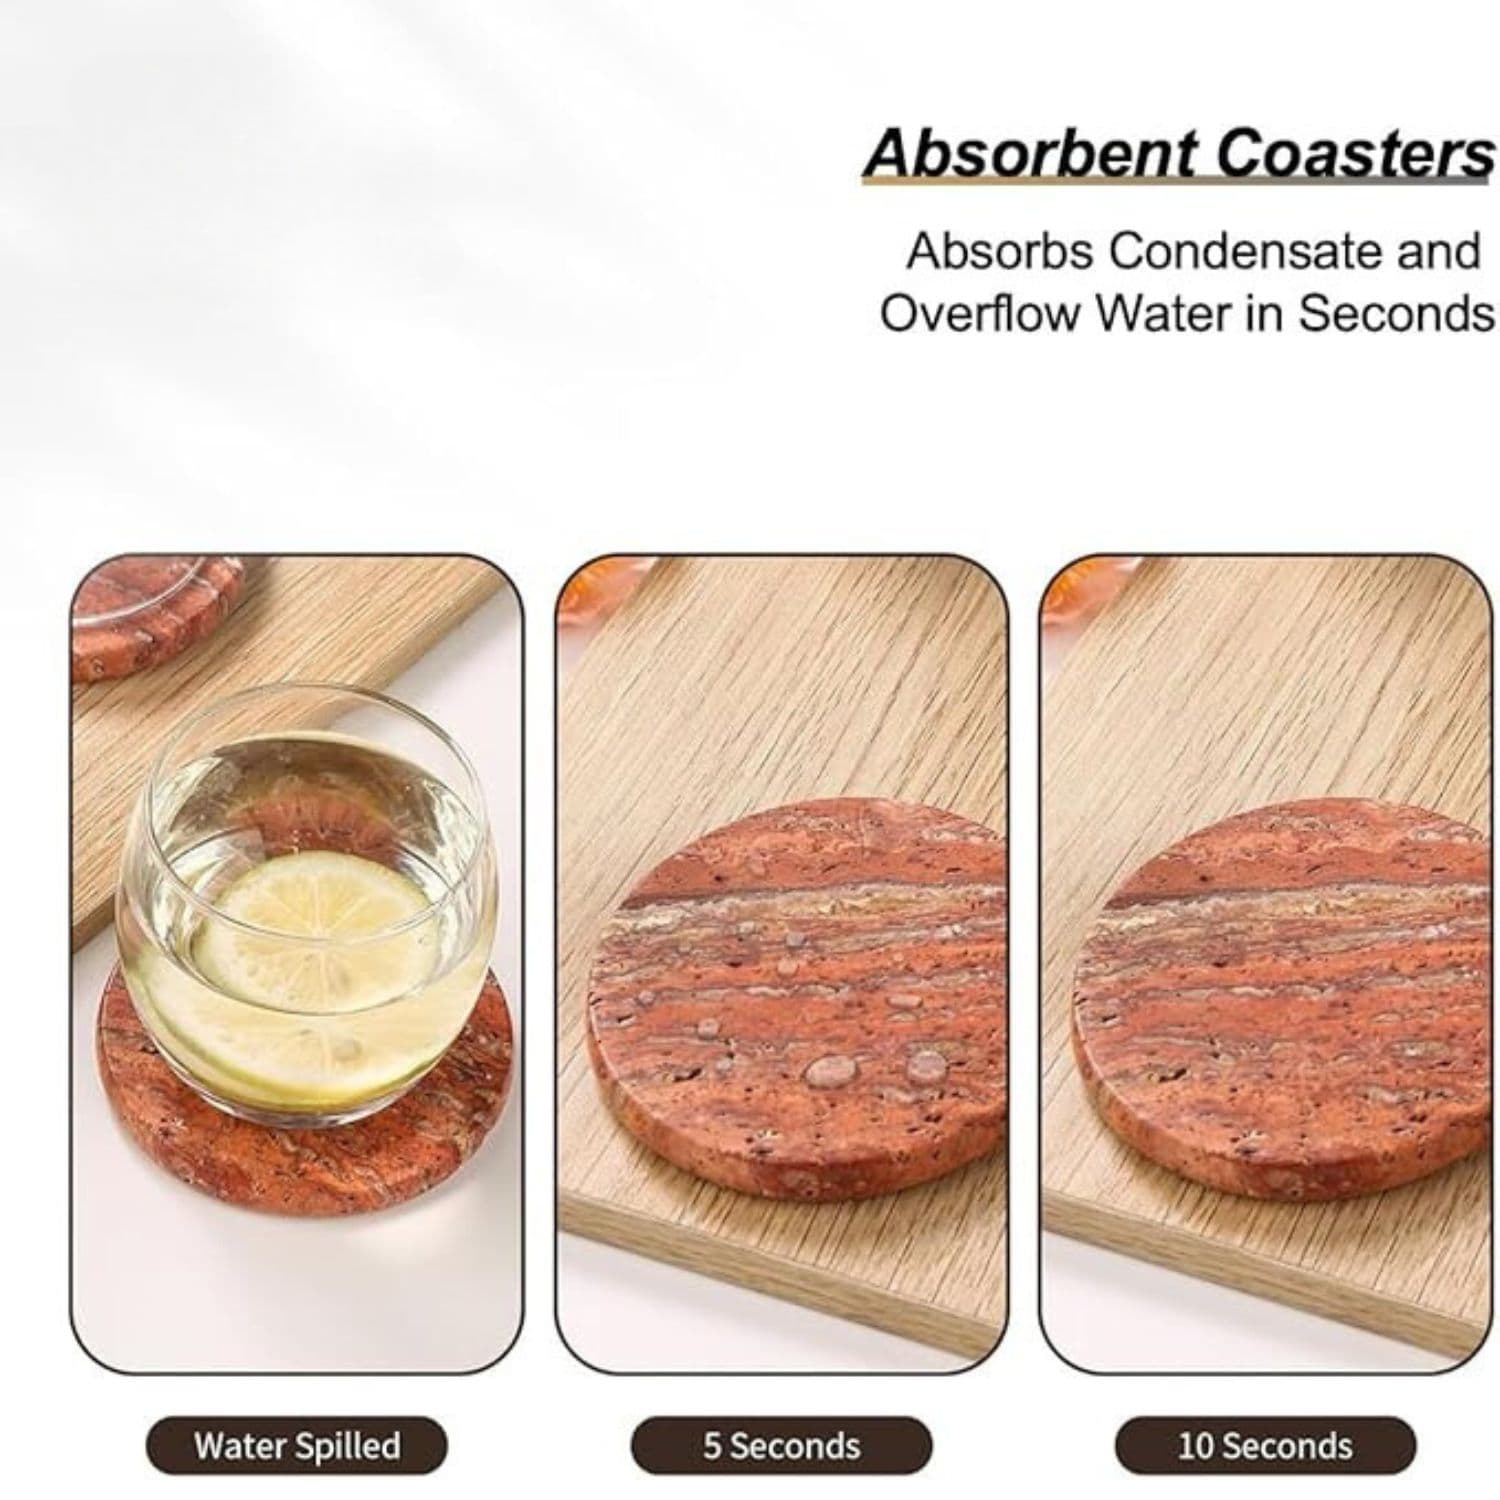 Absorbent Coasters
Absorbs Condensate and
Overflow Water in Seconds
Water Spilled
5 Seconds
10 Seconds